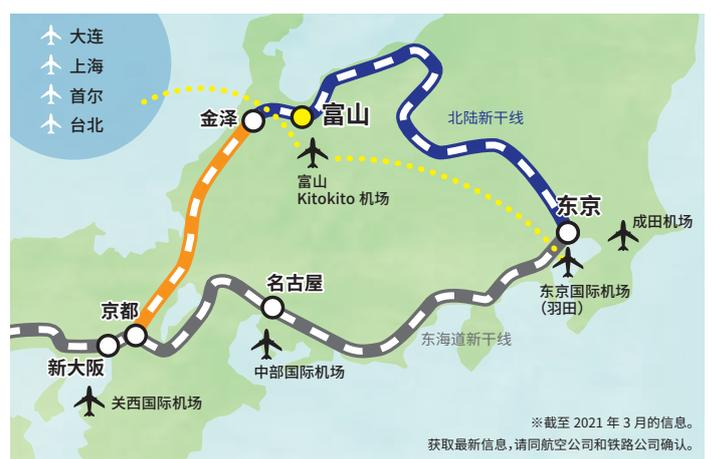 大连
上海
首尔
台北
金泽
富山
北陆新干线
富山
Kitokito 机场
东京
成田机场
东京国际机场
（羽田）
名古屋
京都
东海道新干线
新大阪
中部国际机场
关西国际机场
※截至 2021 年 3 月的信息。
获取最新信息，请同航空公司和铁路公司确认。